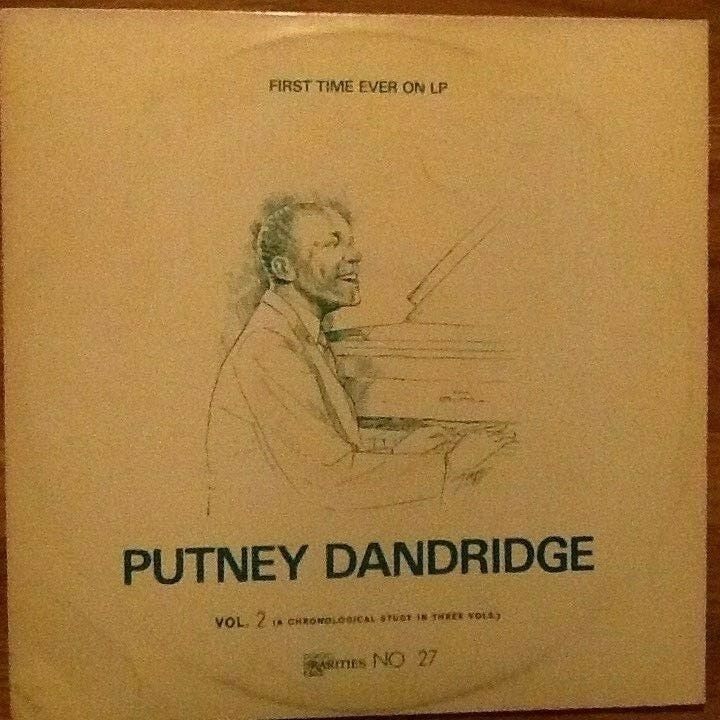 FIRST TIME EVER ON LP
PUTNEY DANDRIDGE
VOL. 2 (A CHRONOLOGICAL STUDY IN THREE VOLS.)
RARITIES NO 27